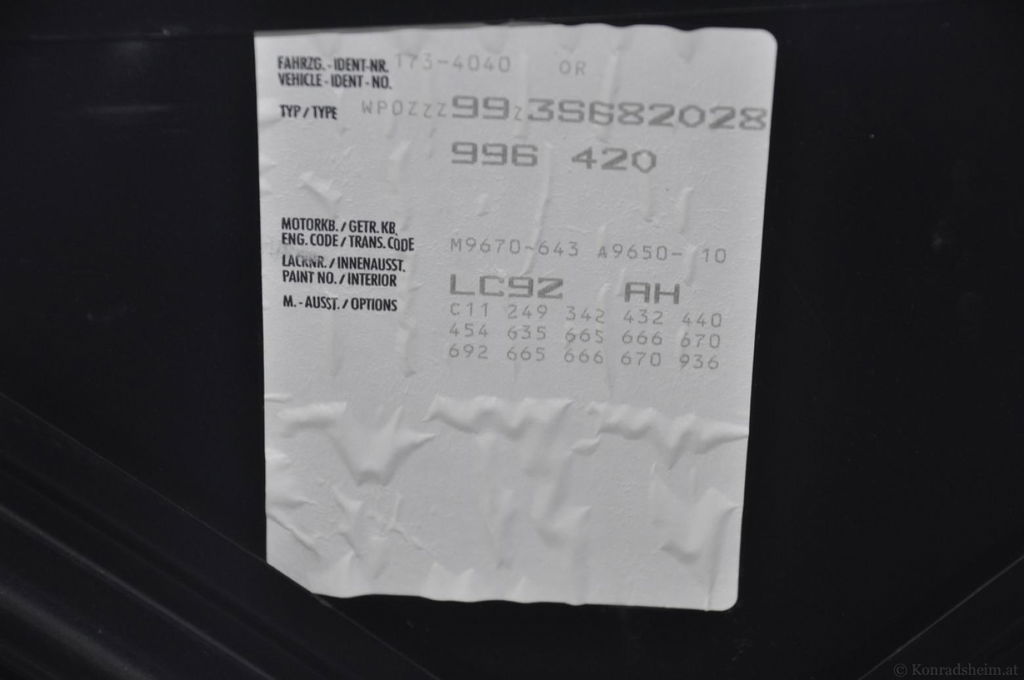 FAHRZG.-IDENT-NR. 173-4040 OR
VEHICLE-IDENT-NO.
TYP/TYPE WP0ZZZ99Z3S682028
996 420
MOTORKB./GETR.KB.
ENG. CODE/TRANS.CODE M9670-643 A9650- 10
LACKNR./INNENAUSST.
PAINT NO./INTERIOR LC9Z AH
M.-AUSST./OPTIONS C11 249 342 432 440
454 635 665 666 670
692 665 666 670 936
© Konradsheim.at